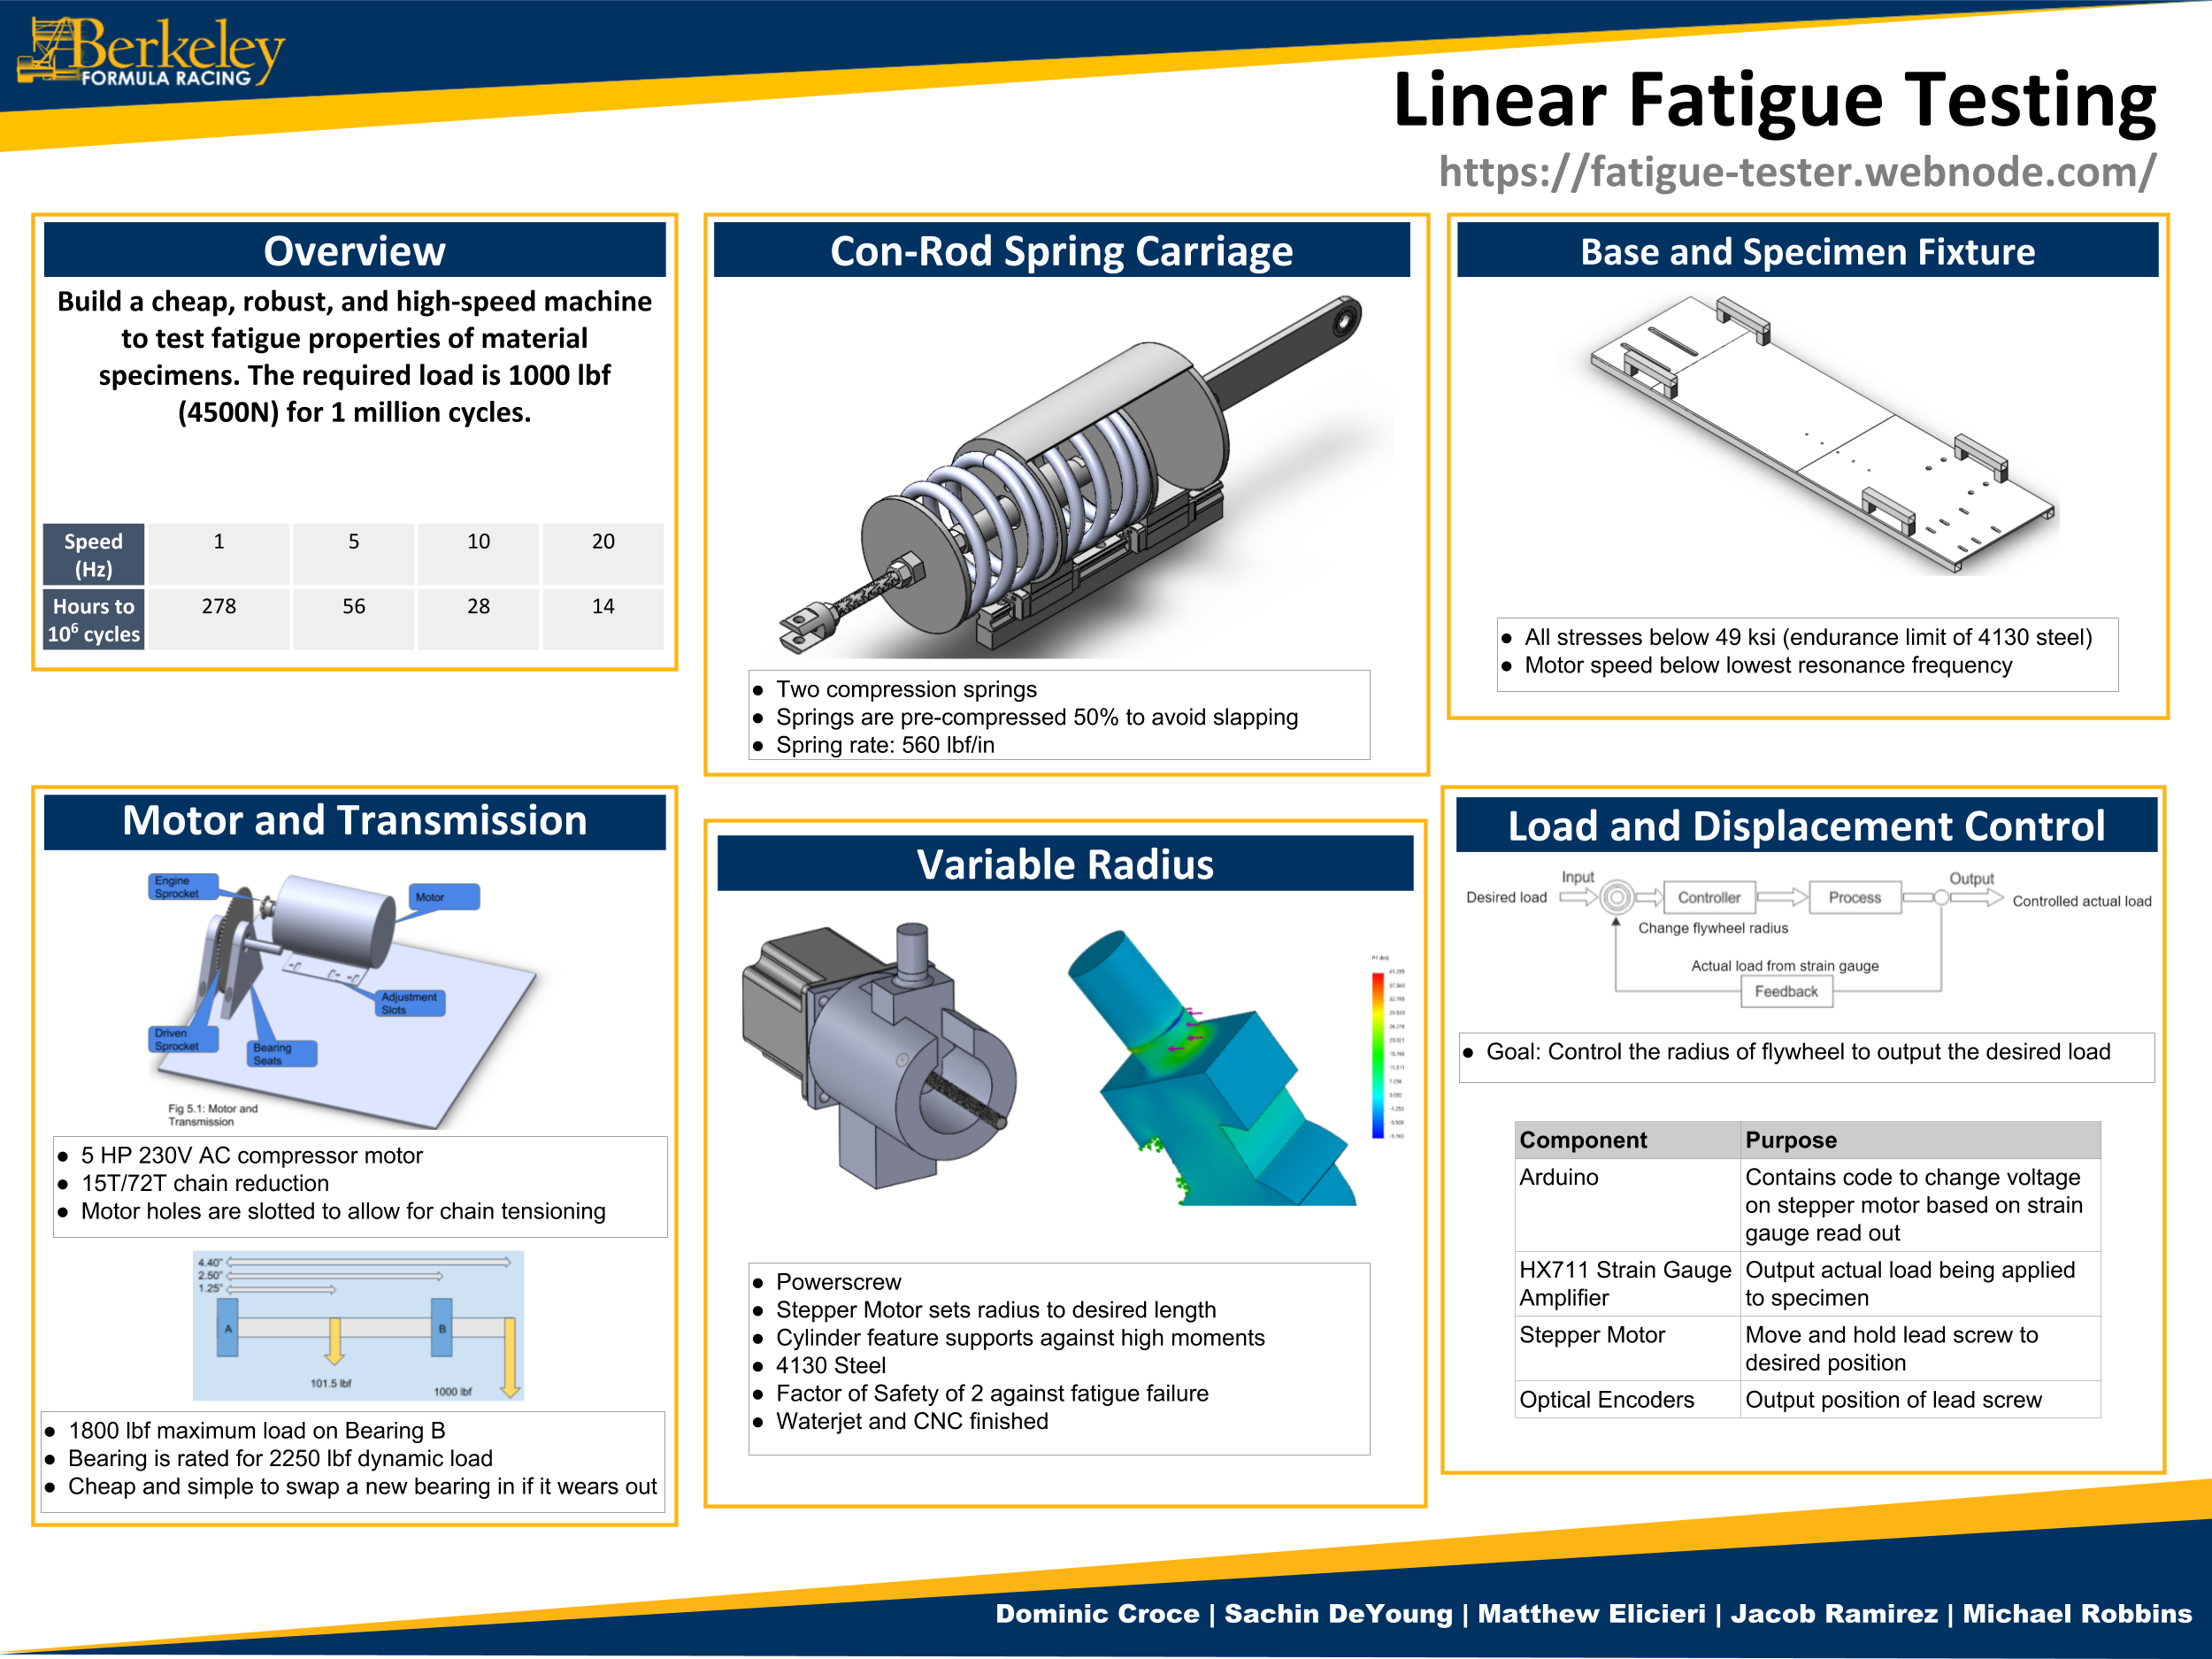 Berkeley
FORMULA RACING
Linear Fatigue Testing
https://fatigue-tester.webnode.com/
Overview
Build a cheap, robust, and high-speed machine
to test fatigue properties of material
specimens. The required load is 1000 lbf
(4500N) for 1 million cycles.
Speed (Hz) 1 5 10 20
Hours to 10⁶ cycles 278 56 28 14
Con-Rod Spring Carriage
● Two compression springs
● Springs are pre-compressed 50% to avoid slapping
● Spring rate: 560 lbf/in
Base and Specimen Fixture
● All stresses below 49 ksi (endurance limit of 4130 steel)
● Motor speed below lowest resonance frequency
Motor and Transmission
Engine
Sprocket
Motor
Adjustment
Slots
Driven
Sprocket
Bearing
Seats
Fig 5.1: Motor and
Transmission
● 5 HP 230V AC compressor motor
● 15T/72T chain reduction
● Motor holes are slotted to allow for chain tensioning
4.40"
2.50"
1.25"
A
B
101.5 lbf
1000 lbf
● 1800 lbf maximum load on Bearing B
● Bearing is rated for 2250 lbf dynamic load
● Cheap and simple to swap a new bearing in if it wears out
Variable Radius
● Powerscrew
● Stepper Motor sets radius to desired length
● Cylinder feature supports against high moments
● 4130 Steel
● Factor of Safety of 2 against fatigue failure
● Waterjet and CNC finished
Load and Displacement Control
Input
Output
Desired load
Controller
Process
Controlled actual load
Change flywheel radius
Actual load from strain gauge
Feedback
● Goal: Control the radius of flywheel to output the desired load
Component Purpose
Arduino Contains code to change voltage
on stepper motor based on strain
gauge read out
HX711 Strain Gauge Output actual load being applied
Amplifier to specimen
Stepper Motor Move and hold lead screw to
desired position
Optical Encoders Output position of lead screw
Dominic Croce | Sachin DeYoung | Matthew Elicieri | Jacob Ramirez | Michael Robbins